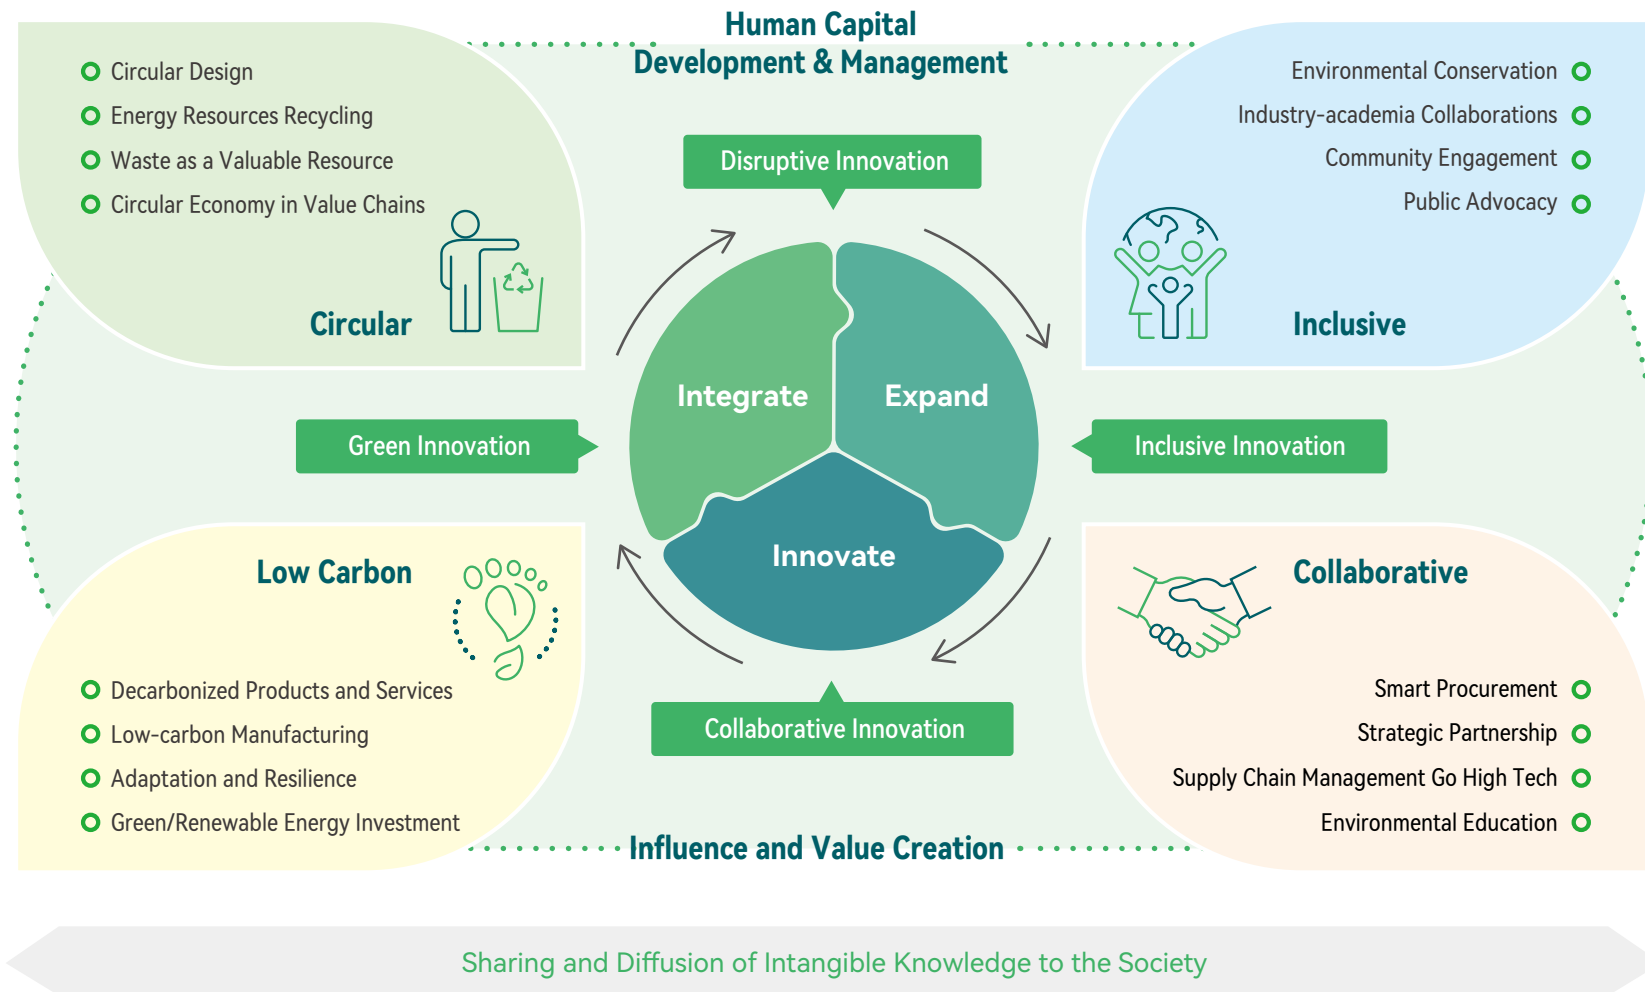 Human Capital
Development & Management
Circular Design
Energy Resources Recycling
Waste as a Valuable Resource
Circular Economy in Value Chains
Circular
Disruptive Innovation
Environmental Conservation
Industry-academia Collaborations
Community Engagement
Public Advocacy
Inclusive
Integrate
Expand
Innovate
Green Innovation
Inclusive Innovation
Collaborative Innovation
Low Carbon
Decarbonized Products and Services
Low-carbon Manufacturing
Adaptation and Resilience
Green/Renewable Energy Investment
Collaborative
Smart Procurement
Strategic Partnership
Supply Chain Management Go High Tech
Environmental Education
Influence and Value Creation
Sharing and Diffusion of Intangible Knowledge to the Society